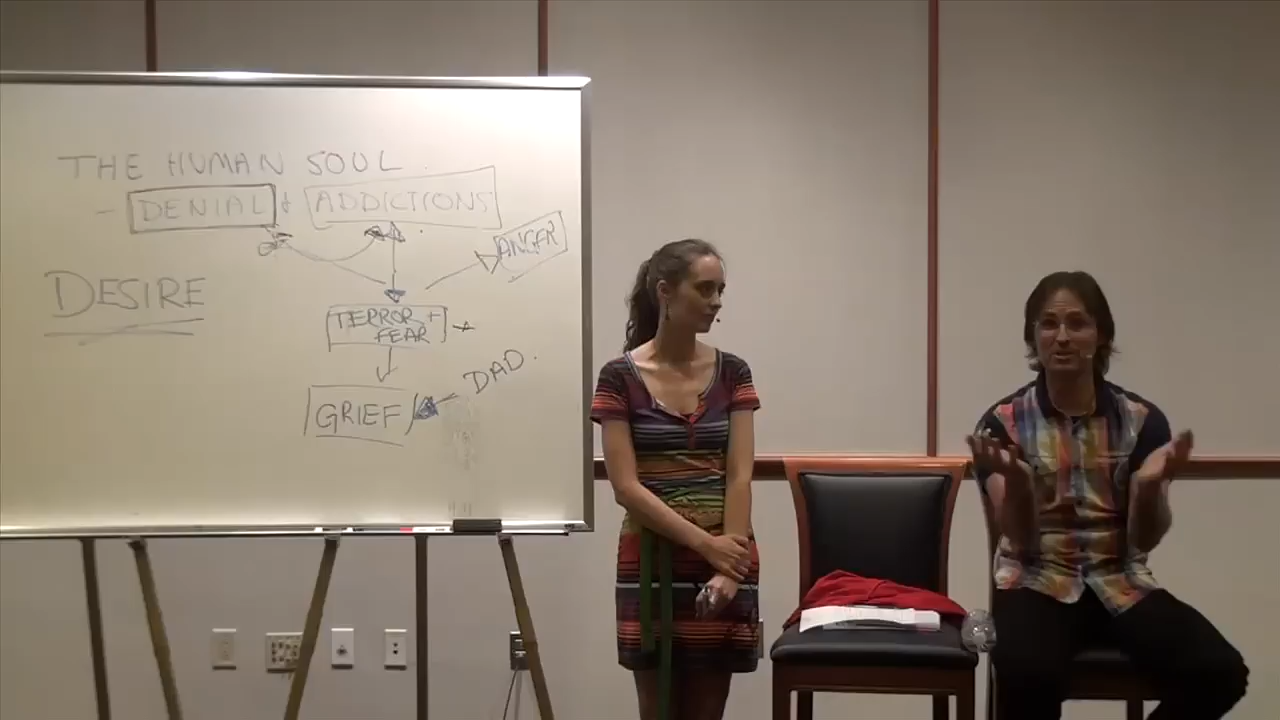 THE HUMAN SOUL.
- DENIAL & ADDICTIONS
ANGER
DESIRE
TERROR +
FEAR
DAD.
GRIEF